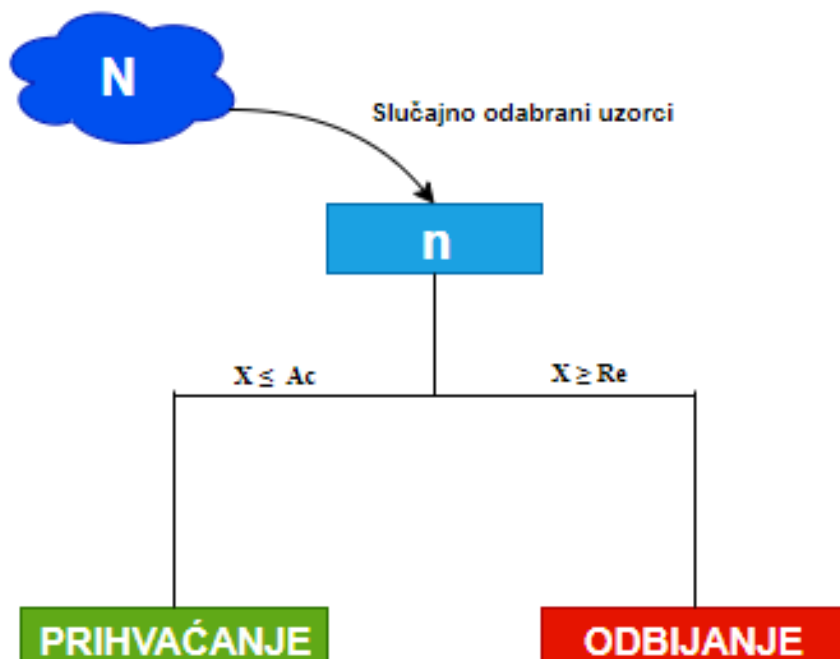 N
Slučajno odabrani uzorci
n
X ≤ Ac
X ≥ Re
PRIHVAĆANJE
ODBIJANJE